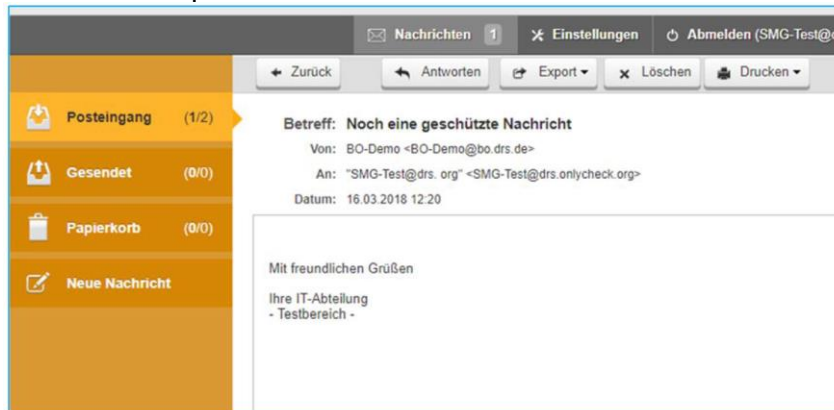 Nachrichten 1 Einstellungen Abmelden (SMG-Test@
Zurück Antworten Export Löschen Drucken
Posteingang (1/2)
Gesendet (0/0)
Papierkorb (0/0)
Neue Nachricht
Betreff: Noch eine geschützte Nachricht
Von: BO-Demo <BO-Demo@bo.drs.de>
An: "SMG-Test@drs. org" <SMG-Test@drs.onlycheck.org>
Datum: 16.03.2018 12:20
Mit freundlichen Grüßen
Ihre IT-Abteilung
- Testbereich -